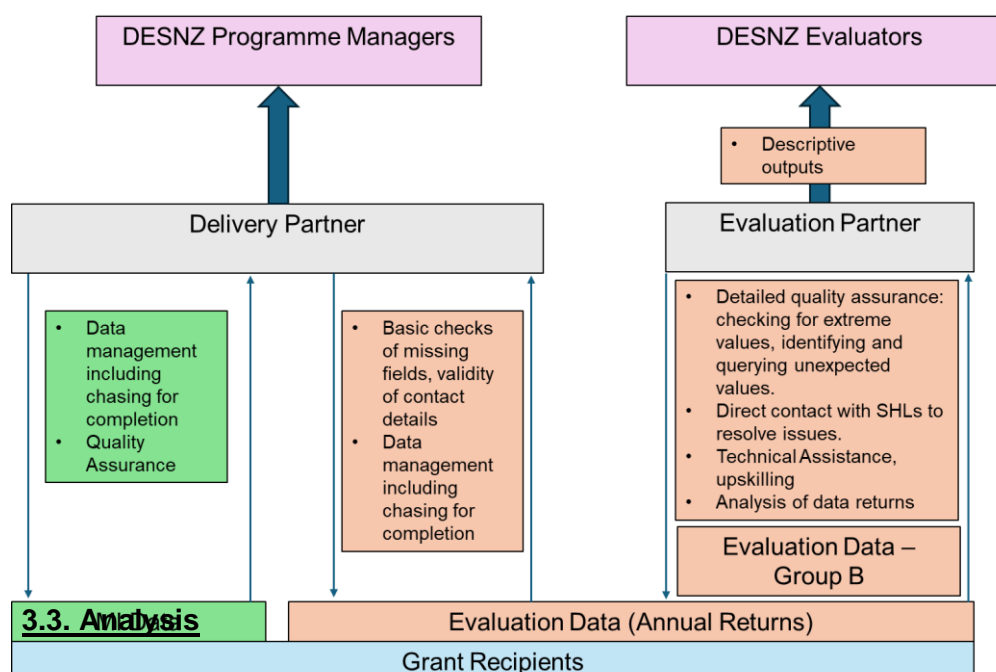 DESNZ Programme Managers
DESNZ Evaluators
• Descriptive
outputs
Delivery Partner
Evaluation Partner
• Data
management
including
chasing for
completion
• Quality
Assurance
• Basic checks
of missing
fields, validity
of contact
details
• Data
management
including
chasing for
completion
• Detailed quality assurance:
checking for extreme
values, identifying and
querying unexpected
values.
• Direct contact with SHLs to
resolve issues.
• Technical Assistance,
upskilling
• Analysis of data returns
Evaluation Data –
Group B
3.3. Analysis
MI Data
Evaluation Data (Annual Returns)
Grant Recipients